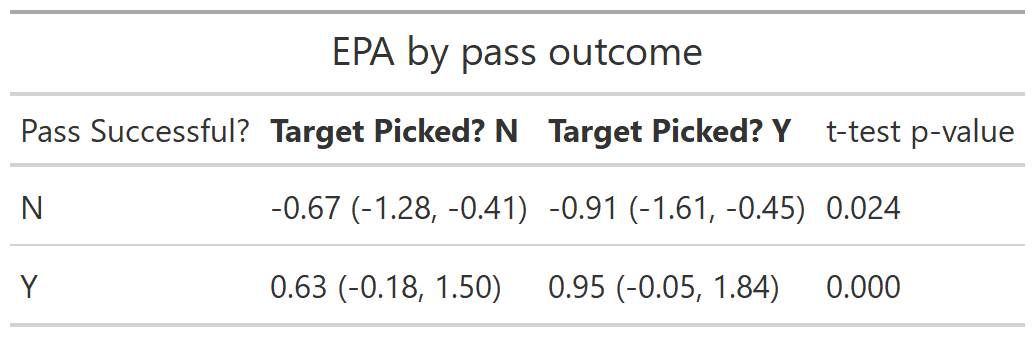 EPA by pass outcome
Pass Successful? Target Picked? N Target Picked? Y t-test p-value
N -0.67 (-1.28, -0.41) -0.91 (-1.61, -0.45) 0.024
Y 0.63 (-0.18, 1.50) 0.95 (-0.05, 1.84) 0.000